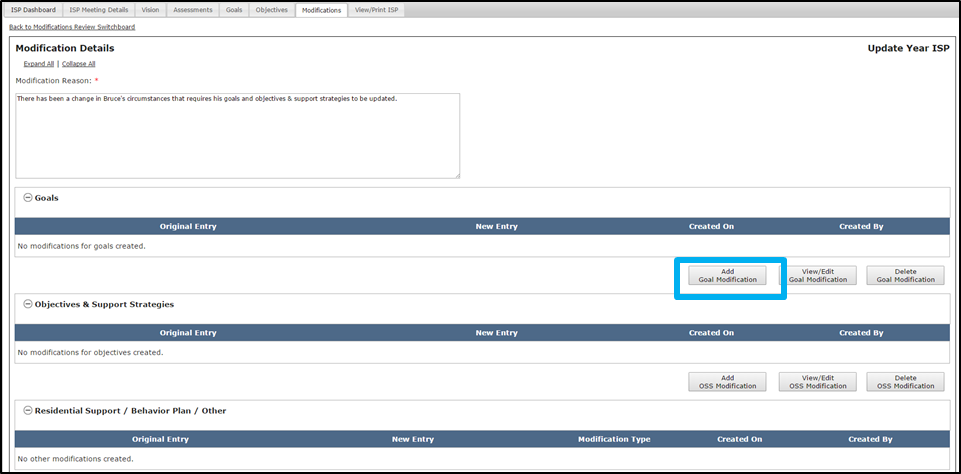 ISP Dashboard ISP Meeting Details Vision Assessments Goals Objectives Modifications View/Print ISP
Back to Modifications Review Switchboard
Modification Details Update Year ISP
Expand All | Collapse All
Modification Reason: *
There has been a change in Bruce's circumstances that requires his goals and objectives & support strategies to be updated.
Goals
Original Entry New Entry Created On Created By
No modifications for goals created.
Add View/Edit Delete
Goal Modification Goal Modification Goal Modification
Objectives & Support Strategies
Original Entry New Entry Created On Created By
No modifications for objectives created.
Add View/Edit Delete
OSS Modification OSS Modification OSS Modification
Residential Support / Behavior Plan / Other
Original Entry New Entry Modification Type Created On Created By
No other modifications created.